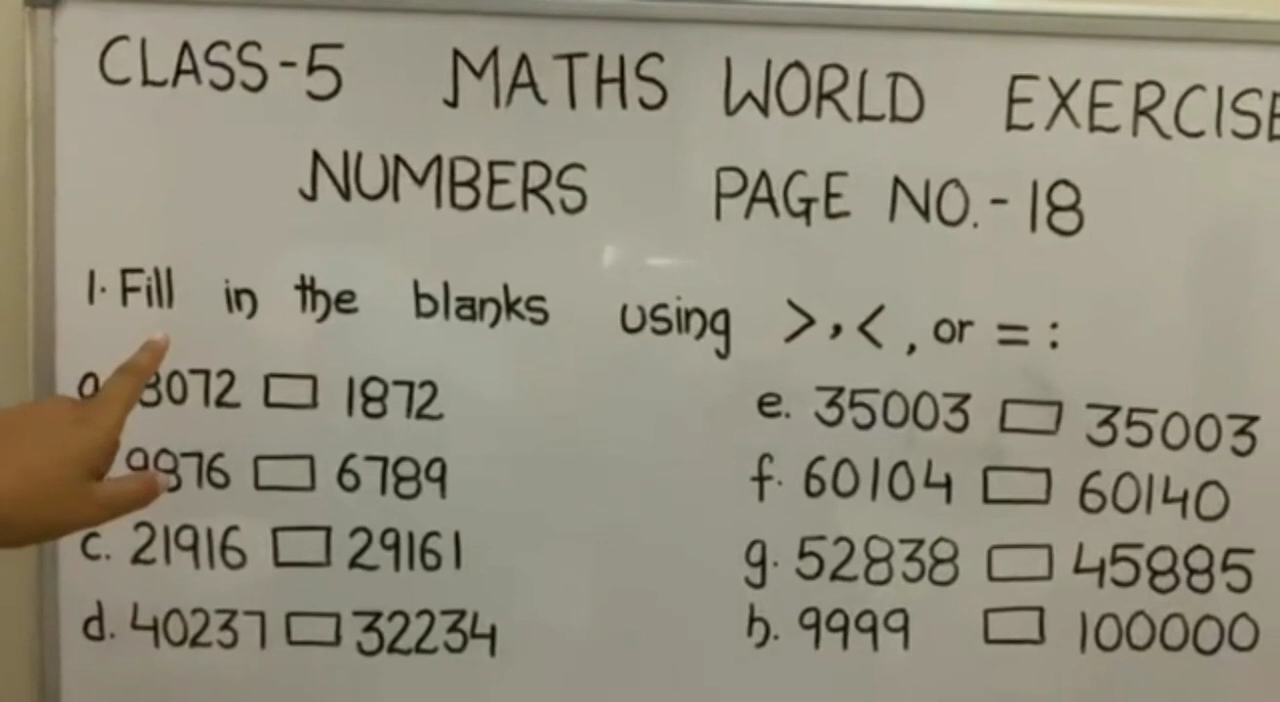 CLASS-5 MATHS WORLD EXERCISE
NUMBERS PAGE NO.-18
1. Fill in the blanks using >, <, or = :
a. 3072 □ 1872
9876 □ 6789
c. 21916 □ 29161
d. 40237 □ 32234
e. 35003 □ 35003
f. 60104 □ 60140
g. 52838 □ 45885
h. 9999 □ 100000